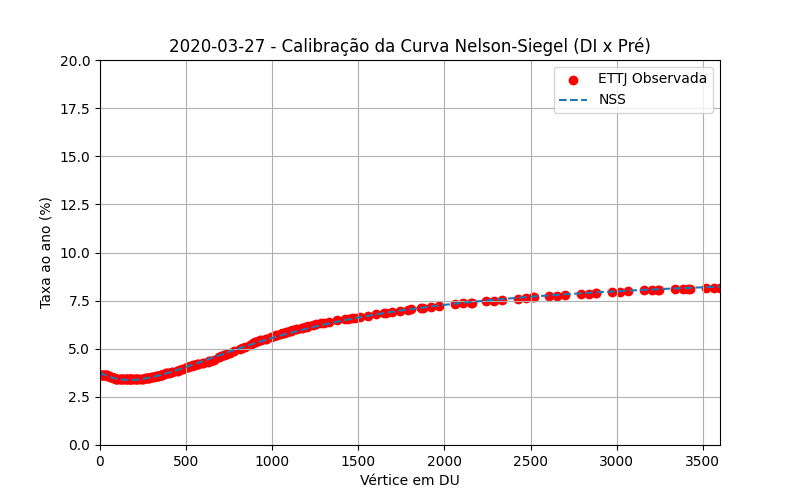 2020-03-27 - Calibração da Curva Nelson-Siegel (DI x Pré)
ETTJ Observada
NSS
Taxa ao ano (%)
20.0
17.5
15.0
12.5
10.0
7.5
5.0
2.5
0.0
0 500 1000 1500 2000 2500 3000 3500
Vértice em DU